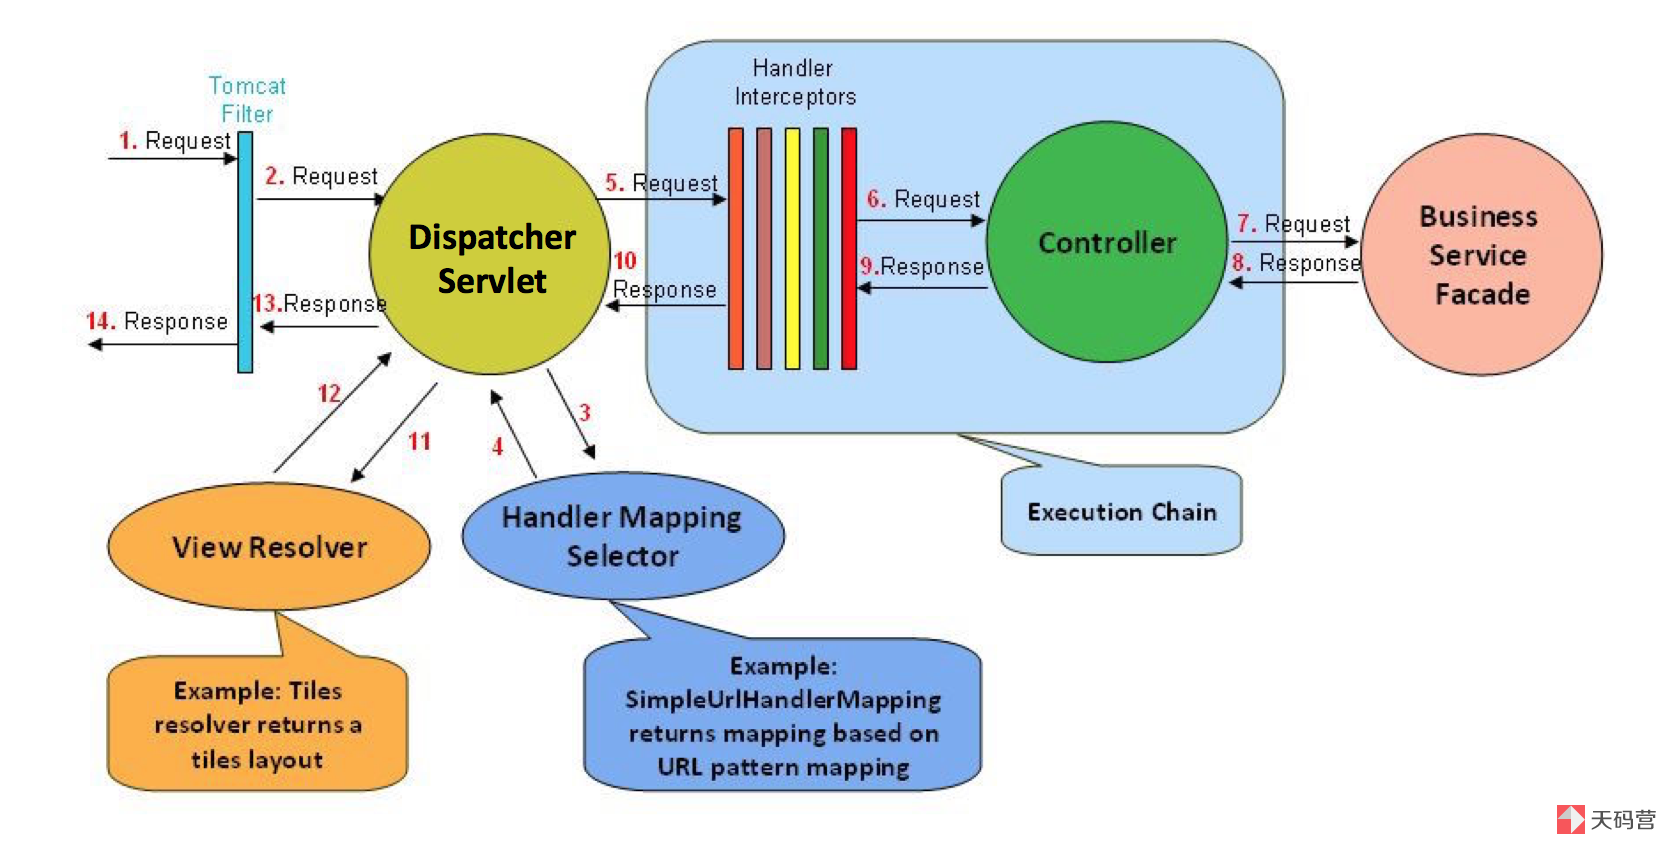 Tomcat
Filter
1. Request
2. Request
Dispatcher
Servlet
13.Response
14. Response
12
11
3
4
5. Request
10
Response
Handler
Interceptors
6. Request
9.Response
Controller
7. Request
8. Response
Business
Service
Facade
Execution Chain
View Resolver
Handler Mapping
Selector
Example: Tiles
resolver returns a
tiles layout
Example:
SimpleUrlHandlerMapping
returns mapping based on
URL pattern mapping
天码营